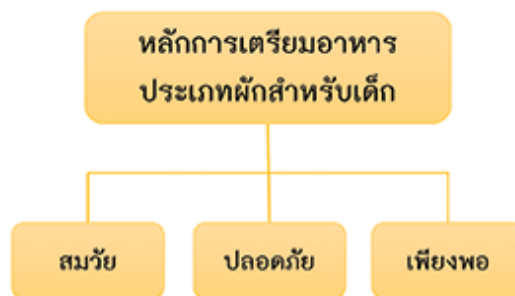 หลักการเตรียมอาหาร
ประเภทผักสำหรับเด็ก
สมวัย
ปลอดภัย
เพียงพอ